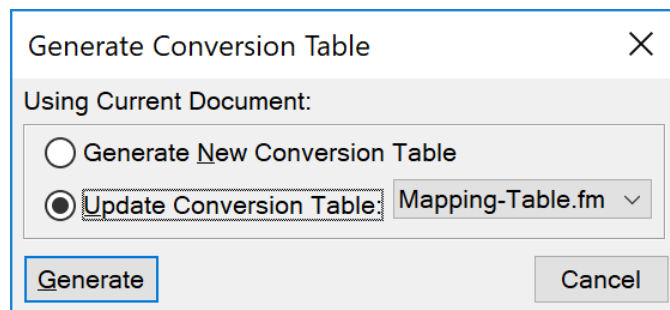 Generate Conversion Table
Using Current Document:
Generate New Conversion Table
Update Conversion Table: Mapping-Table.fm
Generate Cancel